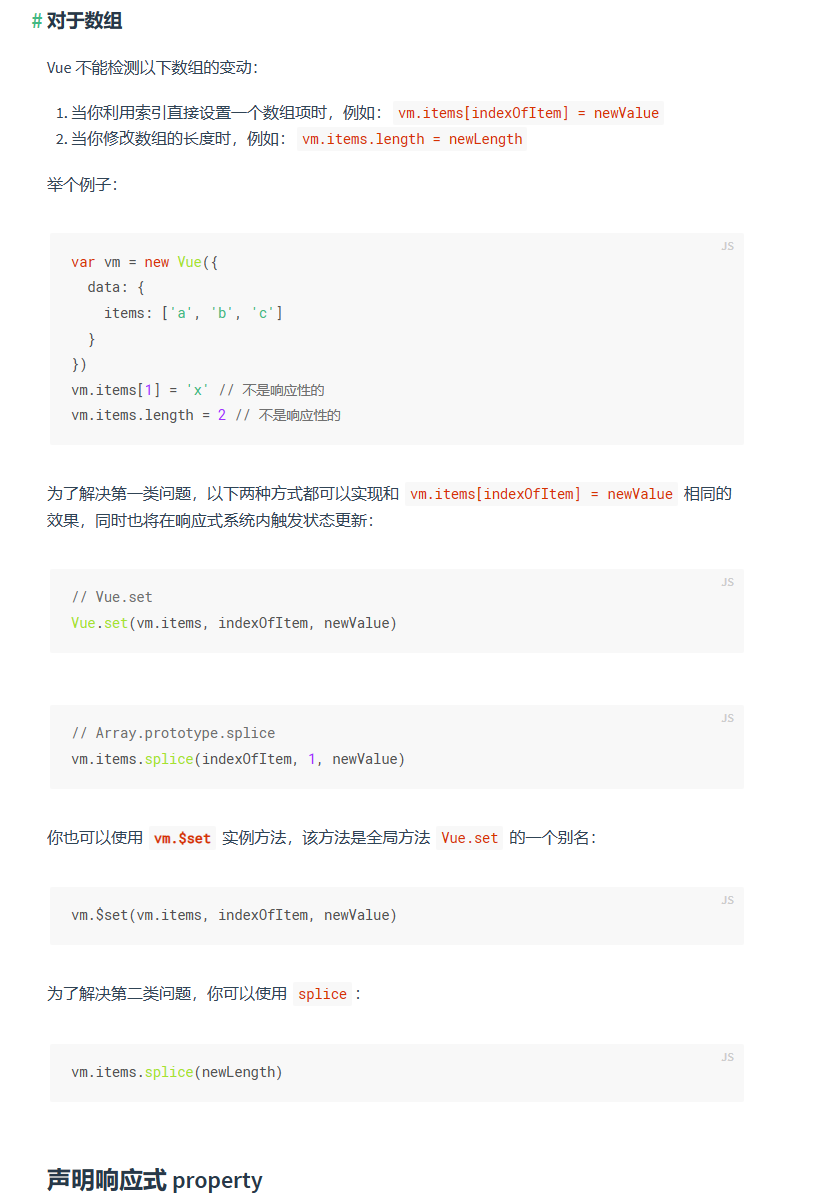 # 对于数组
Vue 不能检测以下数组的变动：
1. 当你利用索引直接设置一个数组项时，例如： vm.items[indexOfItem] = newValue
2. 当你修改数组的长度时，例如： vm.items.length = newLength
举个例子：
JS
var vm = new Vue({
  data: {
    items: ['a', 'b', 'c']
  }
})
vm.items[1] = 'x' // 不是响应性的
vm.items.length = 2 // 不是响应性的
为了解决第一类问题，以下两种方式都可以实现和 vm.items[indexOfItem] = newValue 相同的
效果，同时也将在响应式系统内触发状态更新：
JS
// Vue.set
Vue.set(vm.items, indexOfItem, newValue)
JS
// Array.prototype.splice
vm.items.splice(indexOfItem, 1, newValue)
你也可以使用 vm.$set 实例方法，该方法是全局方法 Vue.set 的一个别名：
JS
vm.$set(vm.items, indexOfItem, newValue)
为了解决第二类问题，你可以使用 splice：
JS
vm.items.splice(newLength)
声明响应式 property